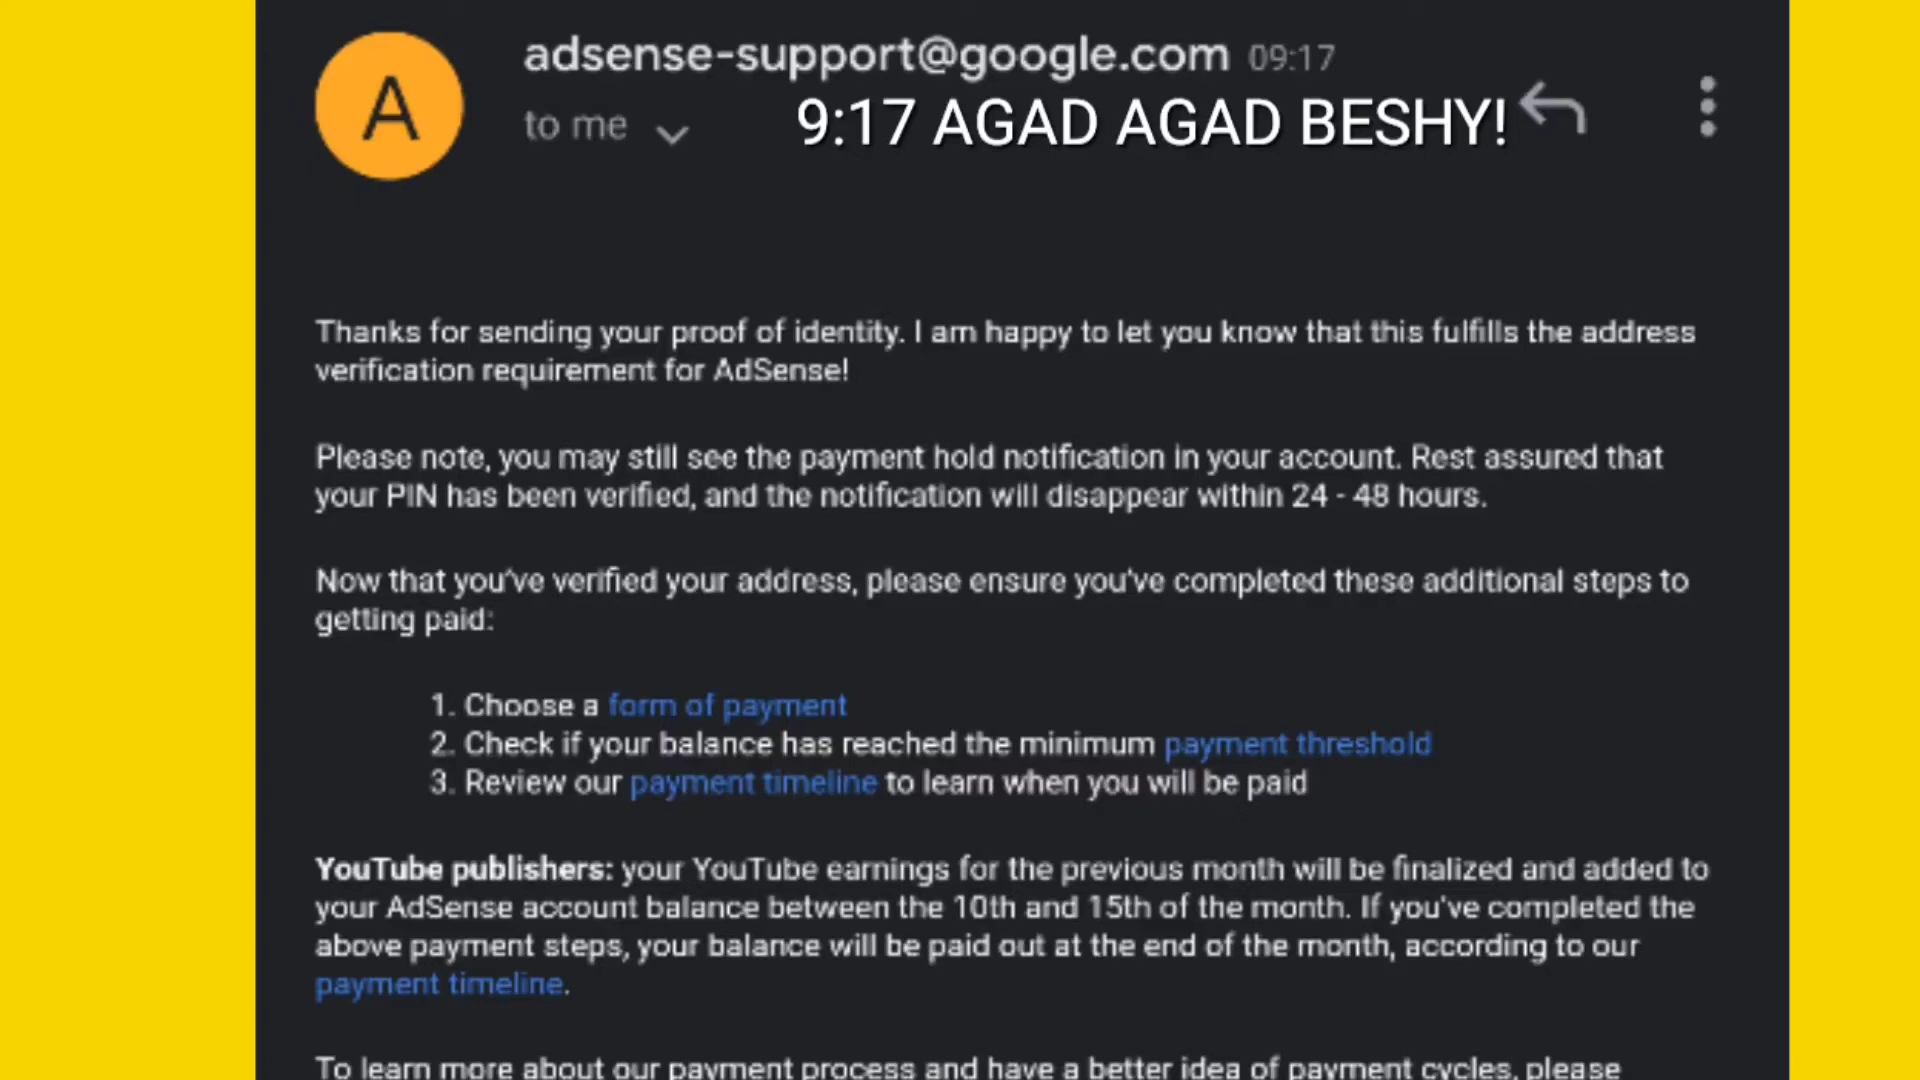 A
adsense-support@google.com 09:17
to me
9:17 AGAD AGAD BESHY!
Thanks for sending your proof of identity. I am happy to let you know that this fulfills the address
verification requirement for AdSense!
Please note, you may still see the payment hold notification in your account. Rest assured that
your PIN has been verified, and the notification will disappear within 24 - 48 hours.
Now that you've verified your address, please ensure you've completed these additional steps to
getting paid:
1. Choose a form of payment
2. Check if your balance has reached the minimum payment threshold
3. Review our payment timeline to learn when you will be paid
YouTube publishers: your YouTube earnings for the previous month will be finalized and added to
your AdSense account balance between the 10th and 15th of the month. If you've completed the
above payment steps, your balance will be paid out at the end of the month, according to our
payment timeline.
To learn more about our payment process and have a better idea of payment cycles, please